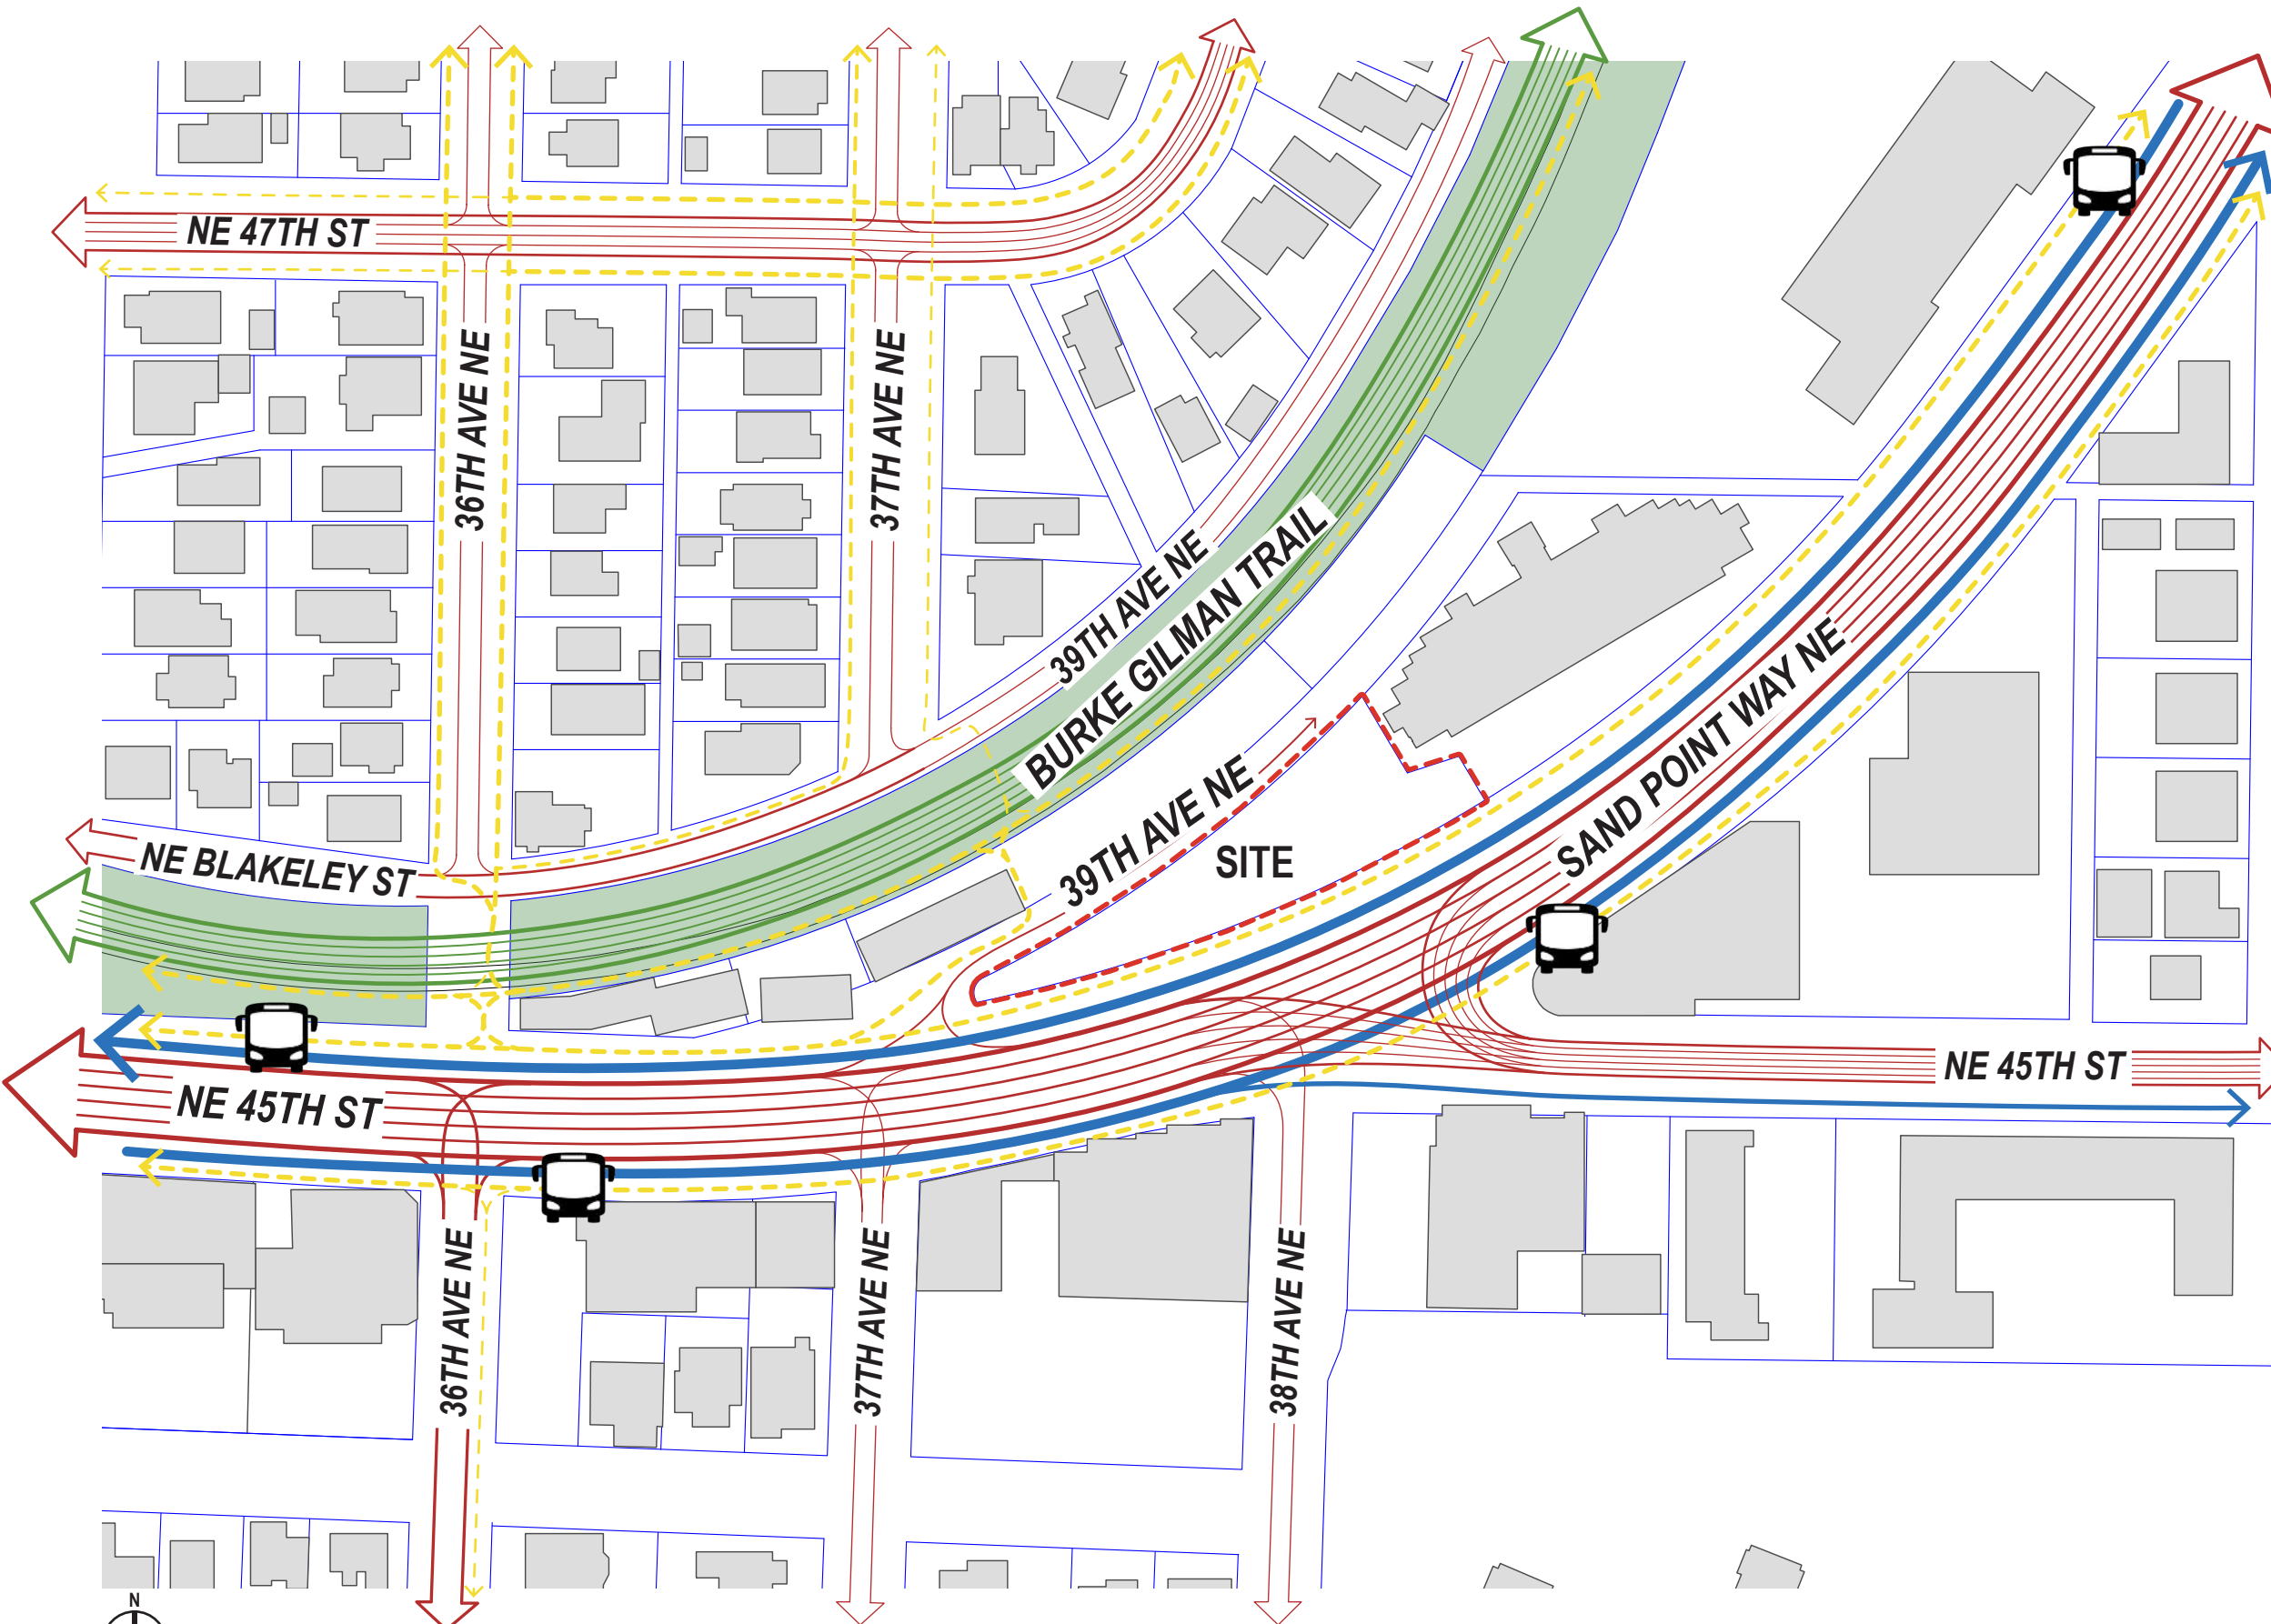 NE 47TH ST
36TH AVE NE
37TH AVE NE
39TH AVE NE
BURKE GILMAN TRAIL
SAND POINT WAY NE
39TH AVE NE
SITE
NE BLAKELEY ST
NE 45TH ST
NE 45TH ST
36TH AVE NE
37TH AVE NE
38TH AVE NE
N